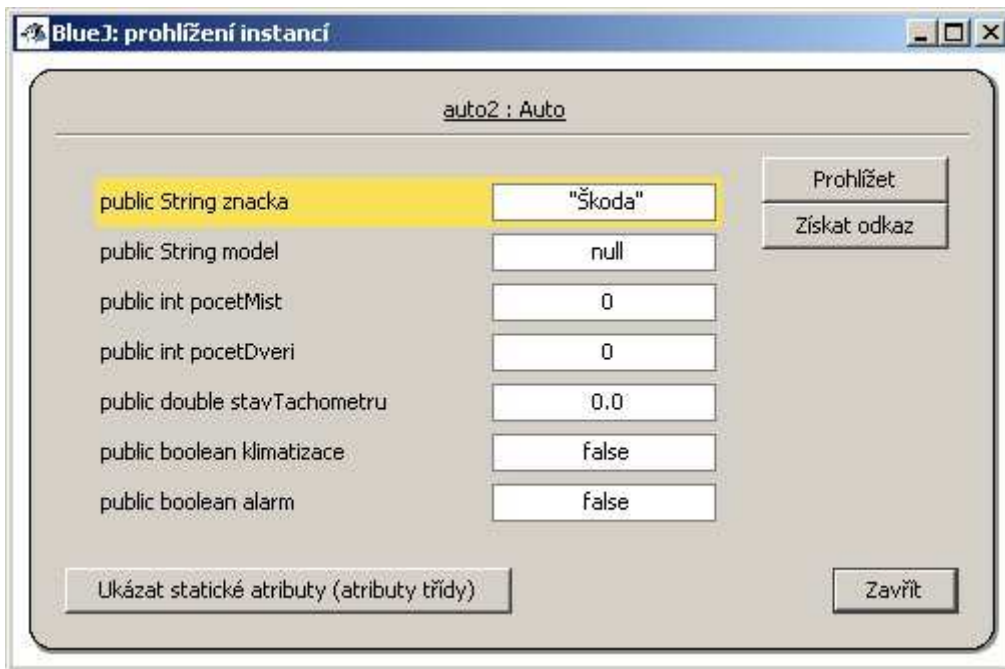 BlueJ: prohlížení instancí
auto2 : Auto
public String znacka "Škoda"
Prohlížet
Získat odkaz
public String model null
public int pocetMist 0
public int pocetDveri 0
public double stavTachometru 0.0
public boolean klimatizace false
public boolean alarm false
Ukázat statické atributy (atributy třídy)
Zavřít